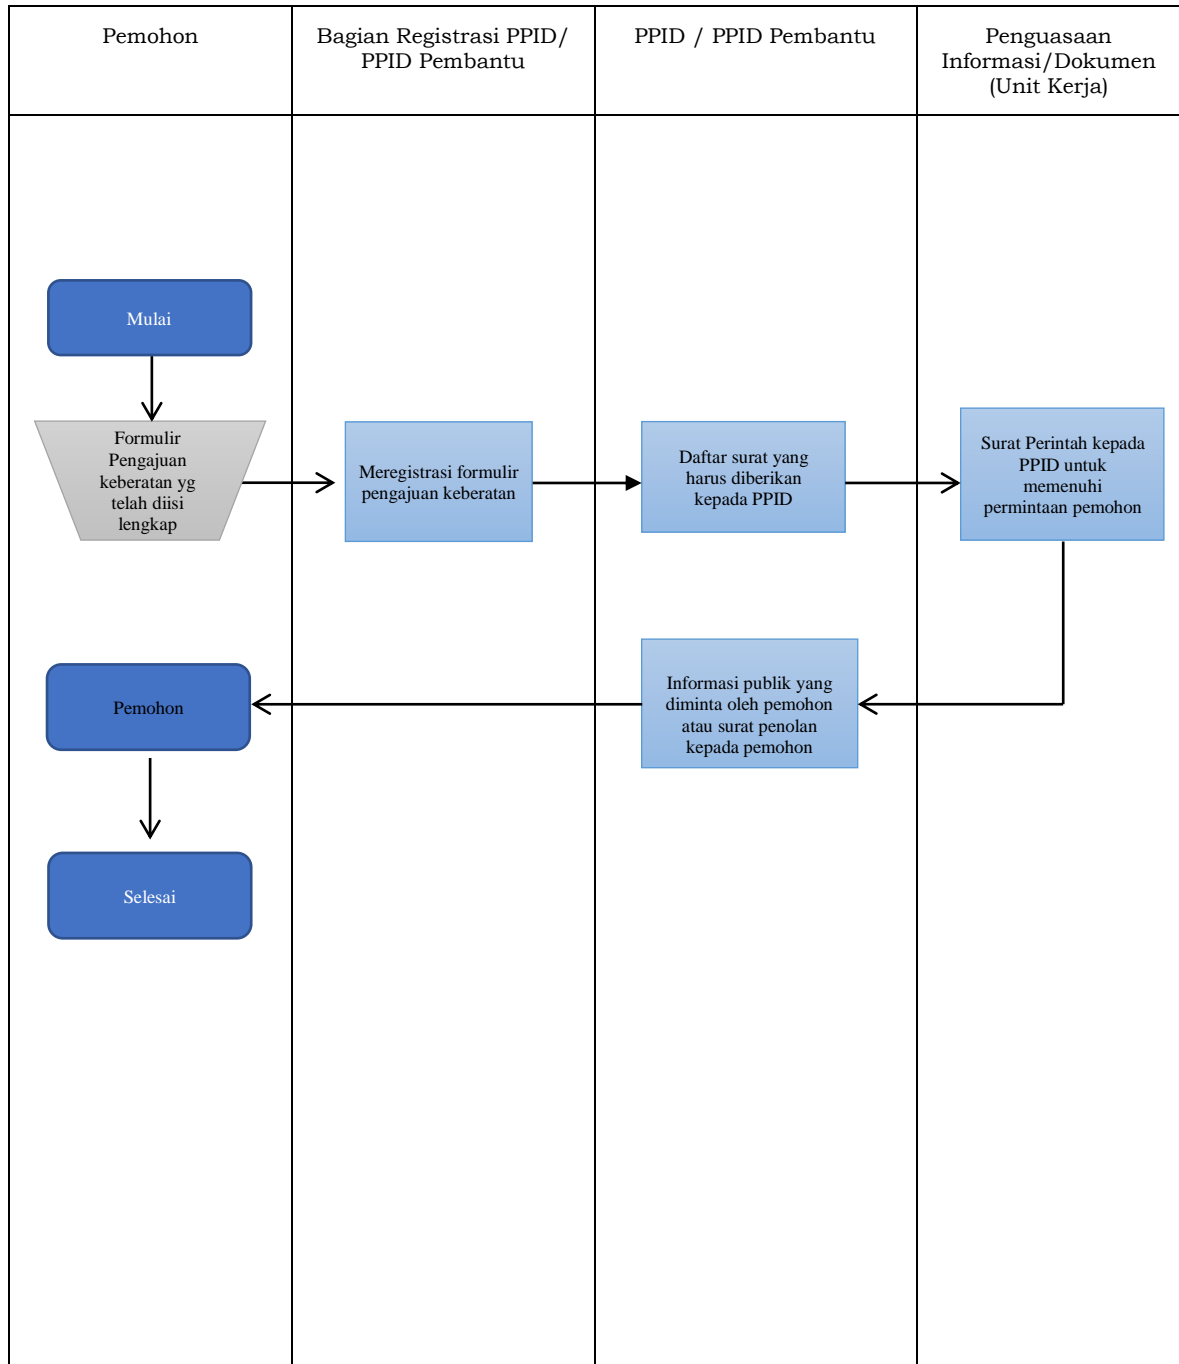 Pemohon
Bagian Registrasi PPID/
PPID Pembantu
PPID / PPID Pembantu
Penguasaan
Informasi/Dokumen
(Unit Kerja)
Mulai
Formulir
Pengajuan
keberatan yg
telah diisi
lengkap
Meregistrasi formulir
pengajuan keberatan
Daftar surat yang
harus diberikan
kepada PPID
Surat Perintah kepada
PPID untuk
memenuhi
permintaan pemohon
Informasi publik yang
diminta oleh pemohon
atau surat penolan
kepada pemohon
Pemohon
Selesai